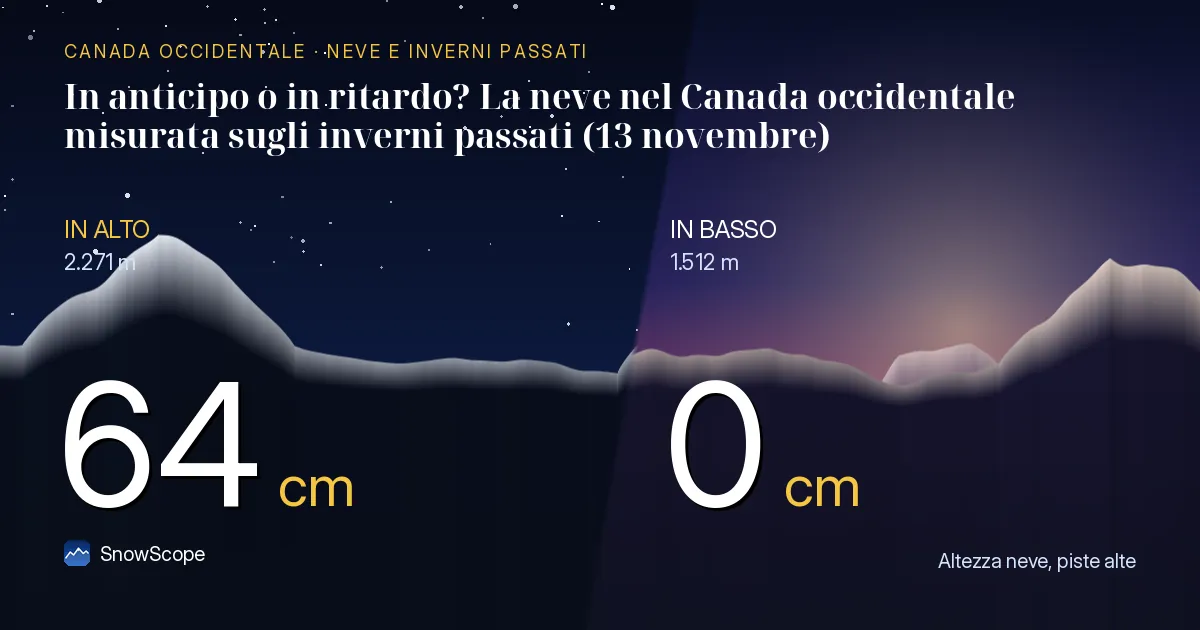 CANADA OCCIDENTALE · NEVE E INVERNI PASSATI
In anticipo o in ritardo? La neve nel Canada occidentale
misurata sugli inverni passati (13 novembre)
IN ALTO
2.271 m
64 cm
IN BASSO
1.512 m
0 cm
SnowScope
Altezza neve, piste alte